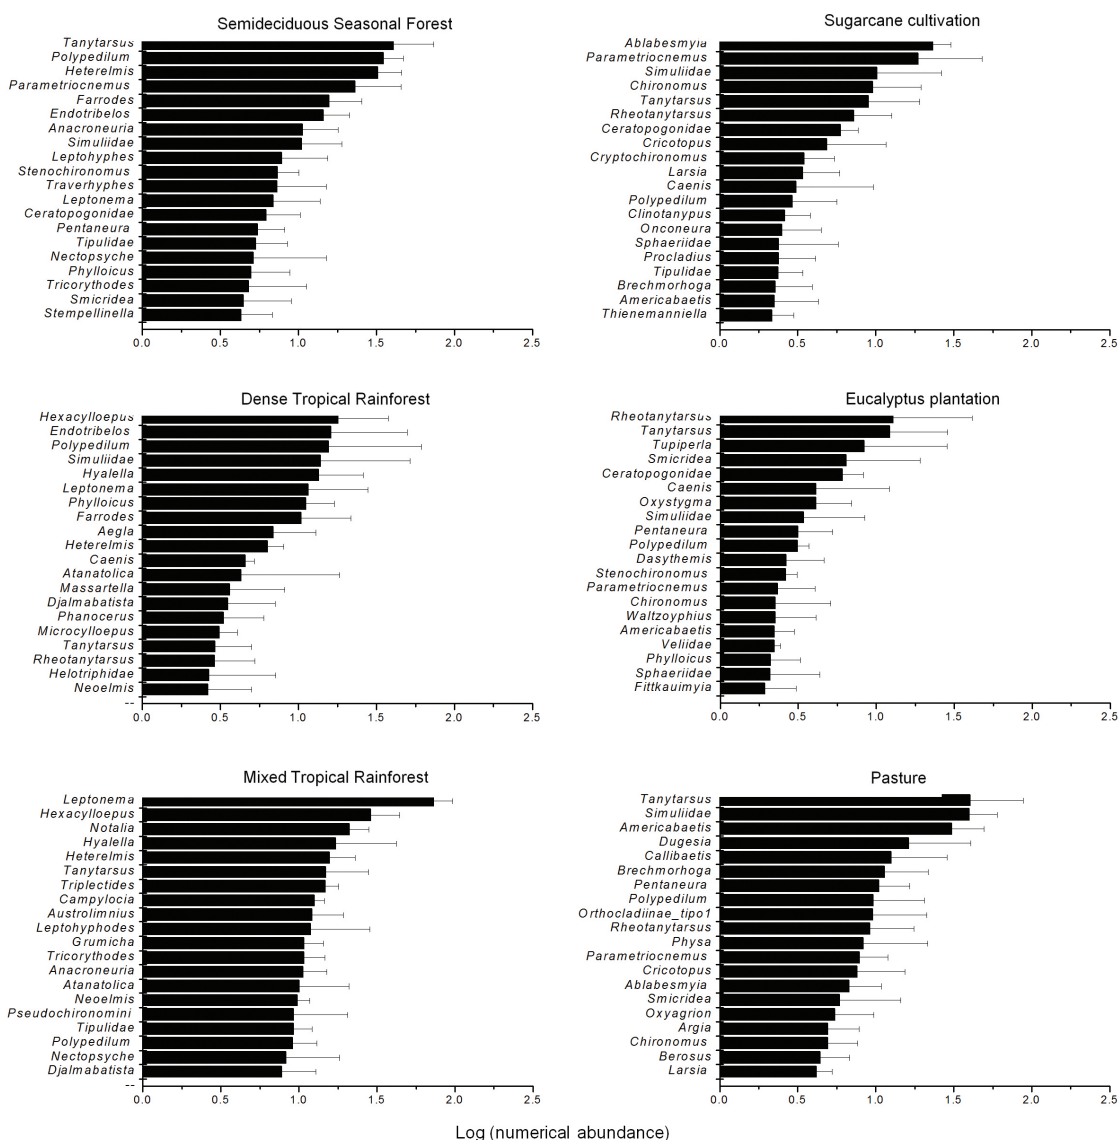 Semideciduous Seasonal Forest
Tanytarsus
Polypedilum
Heterelmis
Parametriocnemus
Farrodes
Endotribelos
Anacroneuria
Simuliidae
Leptohyphes
Stenochironomus
Traverhyphes
Leptonema
Ceratopogonidae
Pentaneura
Tipulidae
Nectopsyche
Phylloicus
Tricorythodes
Smicridea
Stempellinella
0.0 0.5 1.0 1.5 2.0 2.5
Sugarcane cultivation
Ablabesmyia
Parametriocnemus
Simuliidae
Chironomus
Tanytarsus
Rheotanytarsus
Ceratopogonidae
Cricotopus
Cryptochironomus
Larsia
Caenis
Polypedilum
Clinotanypus
Onconeura
Sphaeriidae
Procladius
Tipulidae
Brechmorhoga
Americabaetis
Thienemanniella
0.0 0.5 1.0 1.5 2.0 2.5
Dense Tropical Rainforest
Hexacylloepus
Endotribelos
Polypedilum
Simuliidae
Hyalella
Leptonema
Phylloicus
Farrodes
Aegla
Heterelmis
Caenis
Atanatolica
Massartella
Djalmabatista
Phanocerus
Microcylloepus
Tanytarsus
Rheotanytarsus
Helotriphidae
Neoelmis
--
0.0 0.5 1.0 1.5 2.0 2.5
Eucalyptus plantation
Rheotanytarsus
Tanytarsus
Tupiperla
Smicridea
Ceratopogonidae
Caenis
Oxystygma
Simuliidae
Pentaneura
Polypedilum
Dasythemis
Stenochironomus
Parametriocnemus
Chironomus
Waltzoyphius
Americabaetis
Veliidae
Phylloicus
Sphaeriidae
Fittkauimyia
0.0 0.5 1.0 1.5 2.0 2.5
Mixed Tropical Rainforest
Leptonema
Hexacylloepus
Notalia
Hyalella
Heterelmis
Tanytarsus
Triplectides
Campylocia
Austrolimnius
Leptohyphodes
Grumicha
Tricorythodes
Anacroneuria
Atanatolica
Neoelmis
Pseudochironomini
Tipulidae
Polypedilum
Nectopsyche
Djalmabatista
--
0.0 0.5 1.0 1.5 2.0 2.5
Pasture
Tanytarsus
Simuliidae
Americabaetis
Dugesia
Callibaetis
Brechmorhoga
Pentaneura
Polypedilum
Orthocladiinae_tipo1
Rheotanytarsus
Physa
Parametriocnemus
Cricotopus
Ablabesmyia
Smicridea
Oxyagrion
Argia
Chironomus
Berosus
Larsia
0.0 0.5 1.0 1.5 2.0 2.5
Log (numerical abundance)